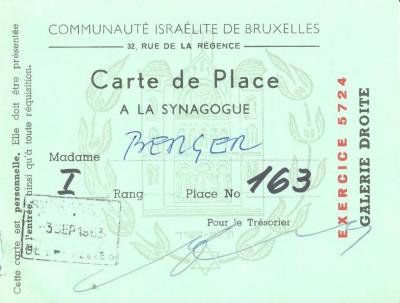 COMMUNAUTÉ ISRAÉLITE DE BRUXELLES
32, RUE DE LA RÉGENCE
Carte de Place
A LA SYNAGOGUE
Madame BERGER
I Rang Place No 163
Pour le Trésorier
EXERCICE 5724
GALERIE DROITE
Cette carte est personnelle. Elle doit être présentée
à l'entrée, ainsi qu'à toute réquisition.
3 SEP 1963